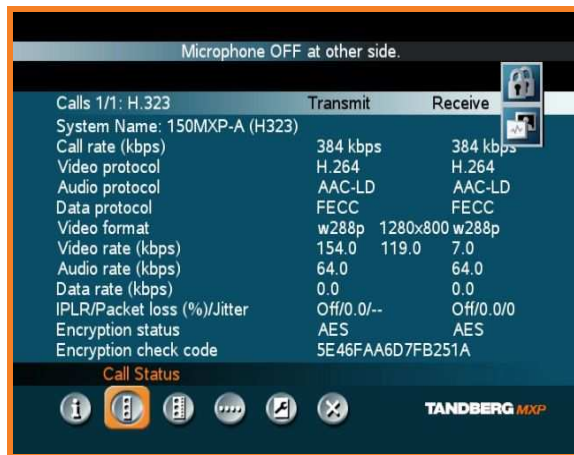 Microphone OFF at other side.
Calls 1/1: H.323 Transmit Receive
System Name: 150MXP-A (H323)
Call rate (kbps) 384 kbps 384 kbps
Video protocol H.264 H.264
Audio protocol AAC-LD AAC-LD
Data protocol FECC FECC
Video format w288p 1280x800 w288p
Video rate (kbps) 154.0 119.0 7.0
Audio rate (kbps) 64.0 64.0
Data rate (kbps) 0.0 0.0
IPLR/Packet loss (%)/Jitter Off/0.0/-- Off/0.0/0
Encryption status AES AES
Encryption check code 5E46FAA6D7FB251A
Call Status
TANDBERG MXP